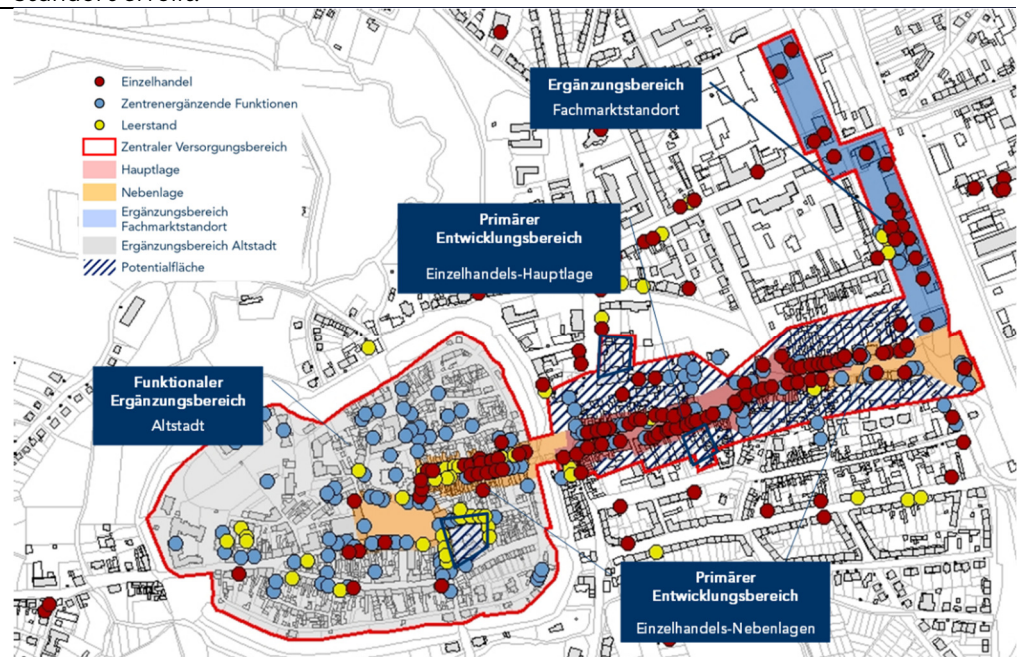 Einzelhandel
Zentrenergänzende Funktionen
Leerstand
Zentraler Versorgungsbereich
Hauptlage
Nebenlage
Ergänzungsbereich
Fachmarktstandort
Ergänzungsbereich Altstadt
Potentialfläche
Ergänzungsbereich
Fachmarktstandort
Primärer
Entwicklungsbereich
Einzelhandels-Hauptlage
Funktionaler
Ergänzungsbereich
Altstadt
Primärer
Entwicklungsbereich
Einzelhandels-Nebenlagen